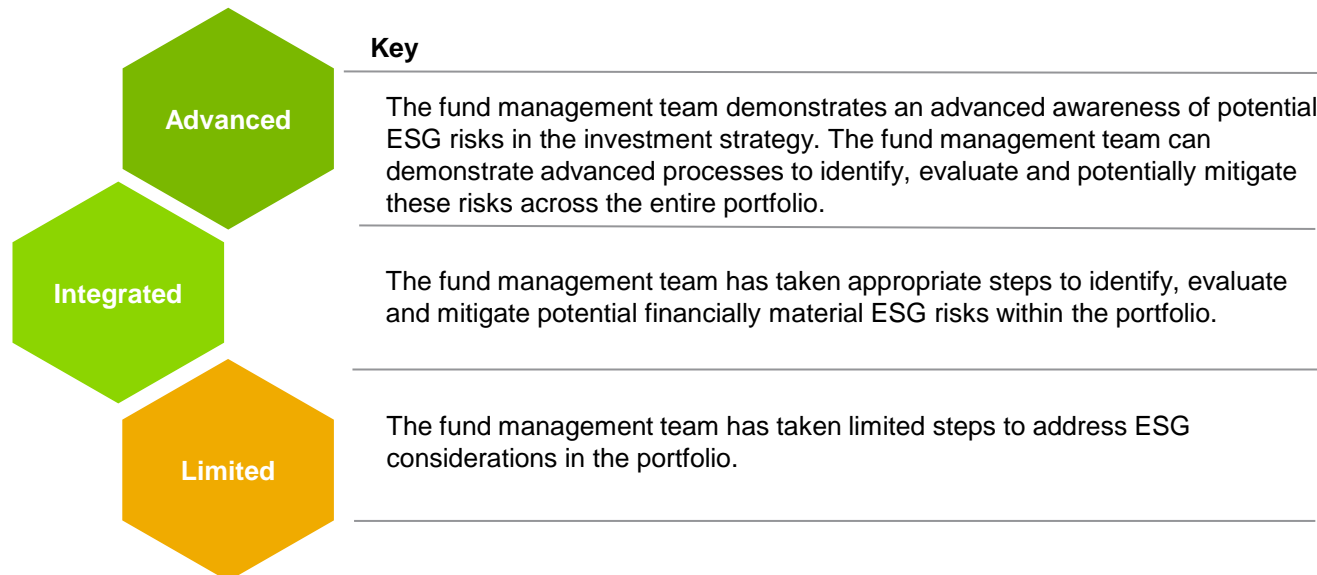 Key
Advanced
The fund management team demonstrates an advanced awareness of potential
ESG risks in the investment strategy. The fund management team can
demonstrate advanced processes to identify, evaluate and potentially mitigate
these risks across the entire portfolio.
Integrated
The fund management team has taken appropriate steps to identify, evaluate
and mitigate potential financially material ESG risks within the portfolio.
Limited
The fund management team has taken limited steps to address ESG
considerations in the portfolio.